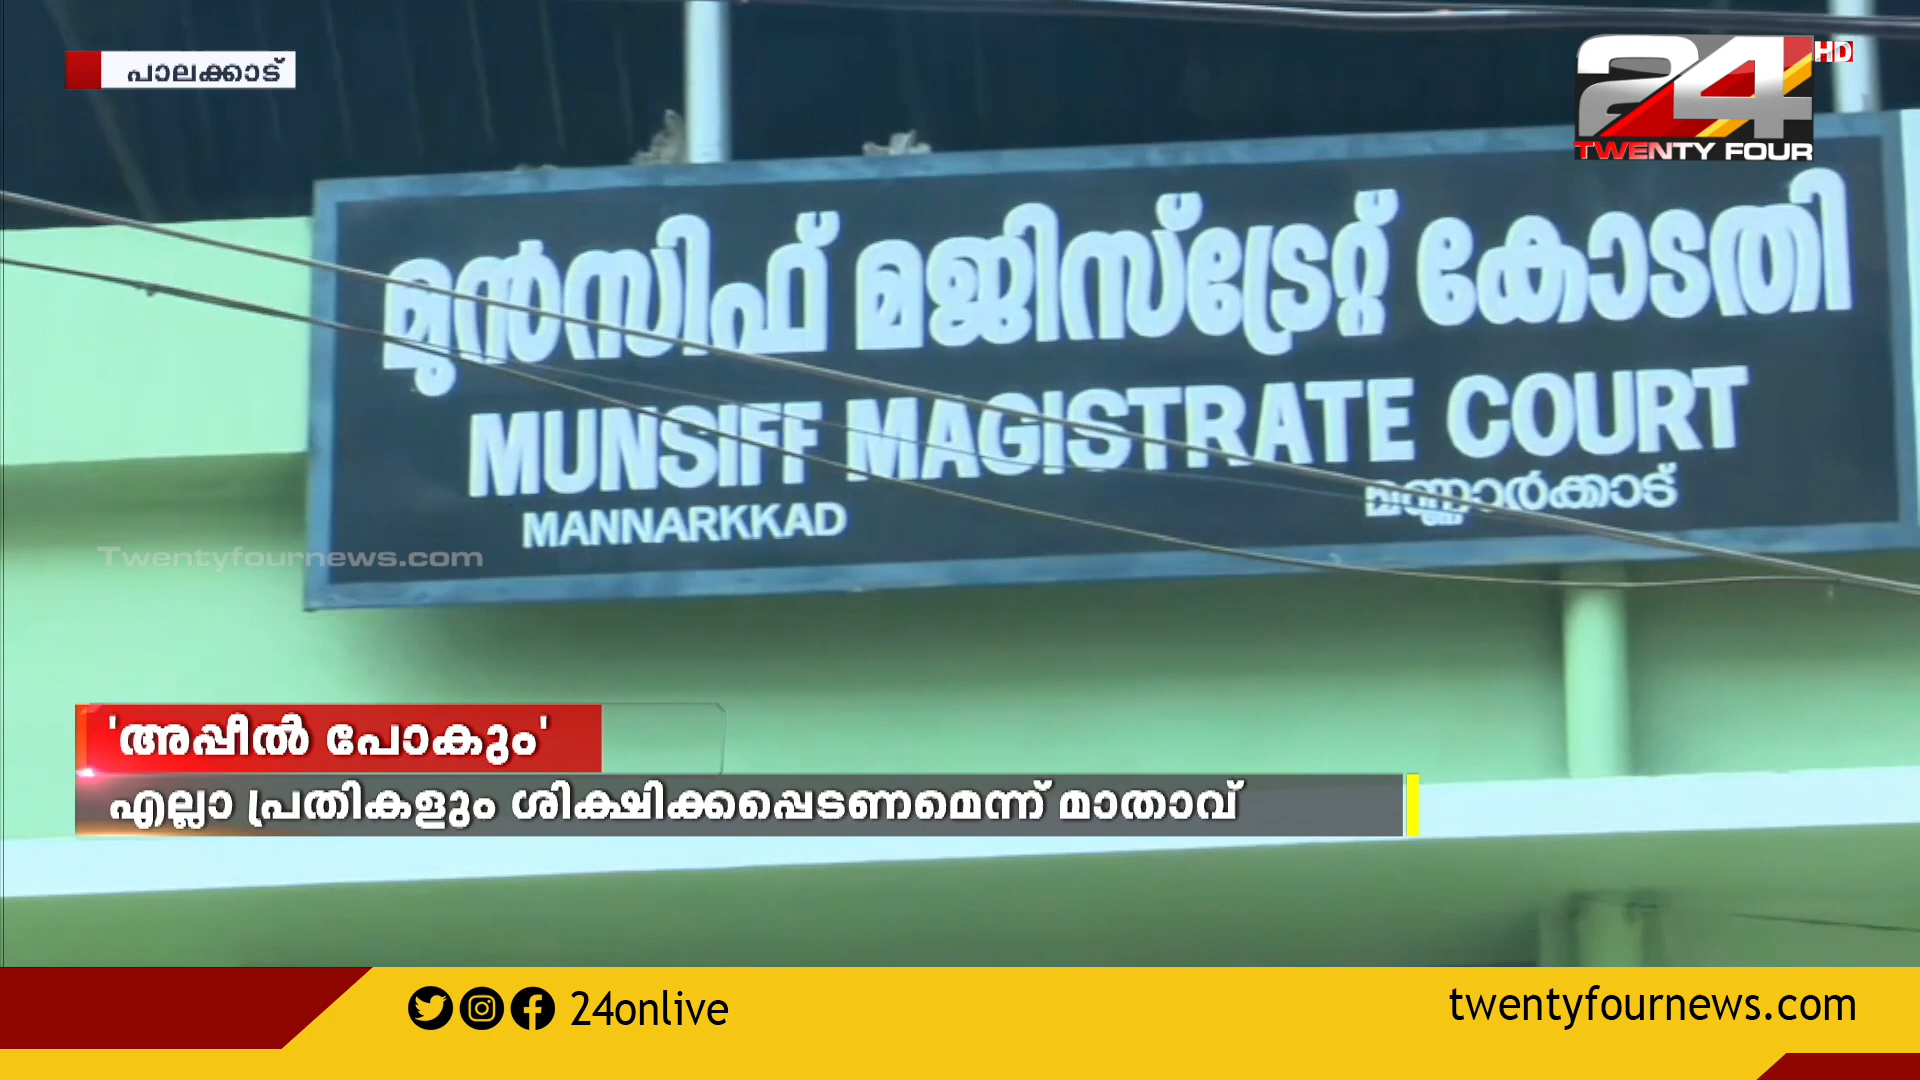 പാലക്കാട്
24 HD
TWENTY FOUR
മുൻസിഫ് മജിസ്ട്രേറ്റ് കോടതി
MUNSIFF MAGISTRATE COURT
MANNARKKAD
മണ്ണാർക്കാട്
Twentyfournews.com
'അപ്പീൽ പോകും'
എല്ലാ പ്രതികളും ശിക്ഷിക്കപ്പെടണമെന്ന് മാതാവ്
24onlive
twentyfournews.com